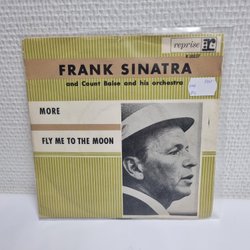 reprise
FRANK SINATRA
and Count Basie and his orchestra
MORE
FLY ME TO THE MOON